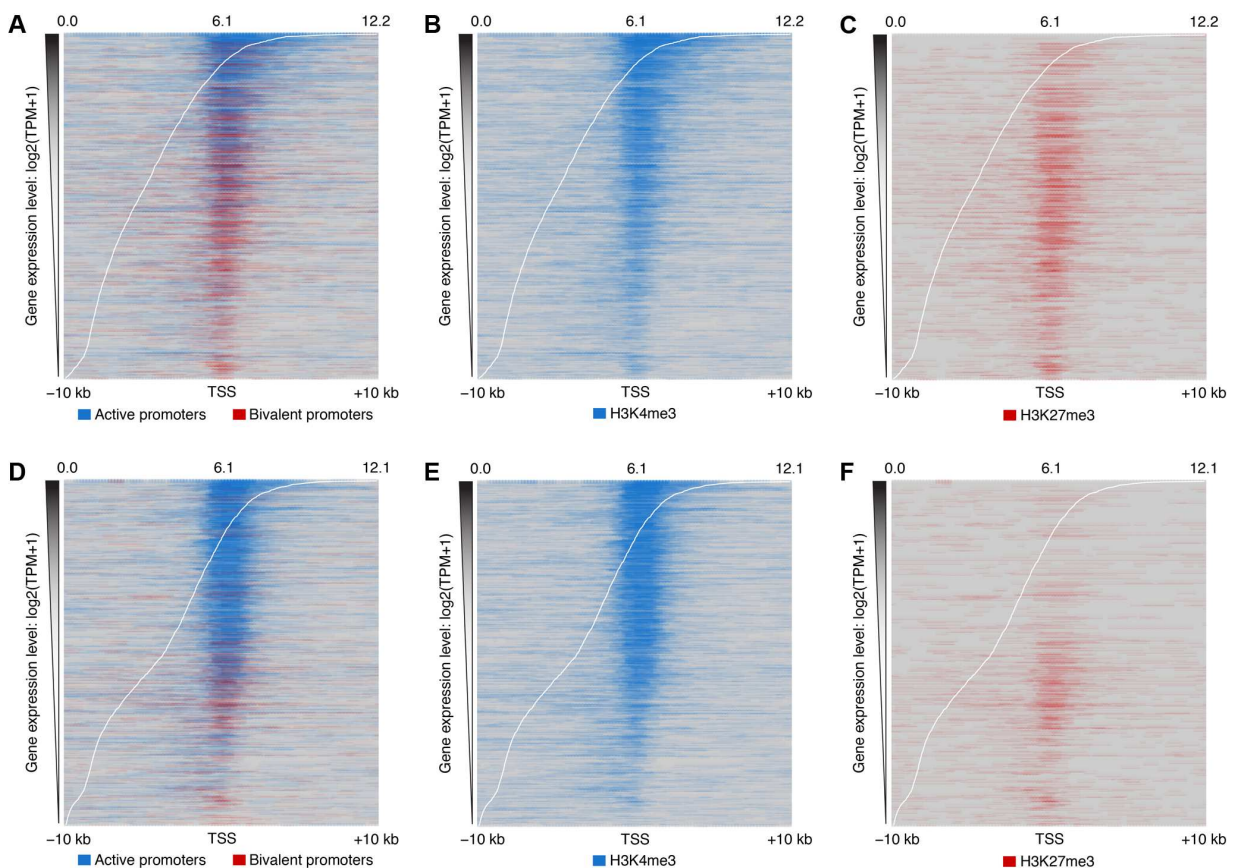 A 0.0 6.1 12.2 B 0.0 6.1 12.2 C 0.0 6.1 12.2
Gene expression level: log2(TPM+1) Gene expression level: log2(TPM+1) Gene expression level: log2(TPM+1)
−10 kb TSS +10 kb −10 kb TSS +10 kb −10 kb TSS +10 kb
Active promoters Bivalent promoters H3K4me3 H3K27me3
D 0.0 6.1 12.1 E 0.0 6.1 12.1 F 0.0 6.1 12.1
Gene expression level: log2(TPM+1) Gene expression level: log2(TPM+1) Gene expression level: log2(TPM+1)
−10 kb TSS +10 kb −10 kb TSS +10 kb −10 kb TSS +10 kb
Active promoters Bivalent promoters H3K4me3 H3K27me3